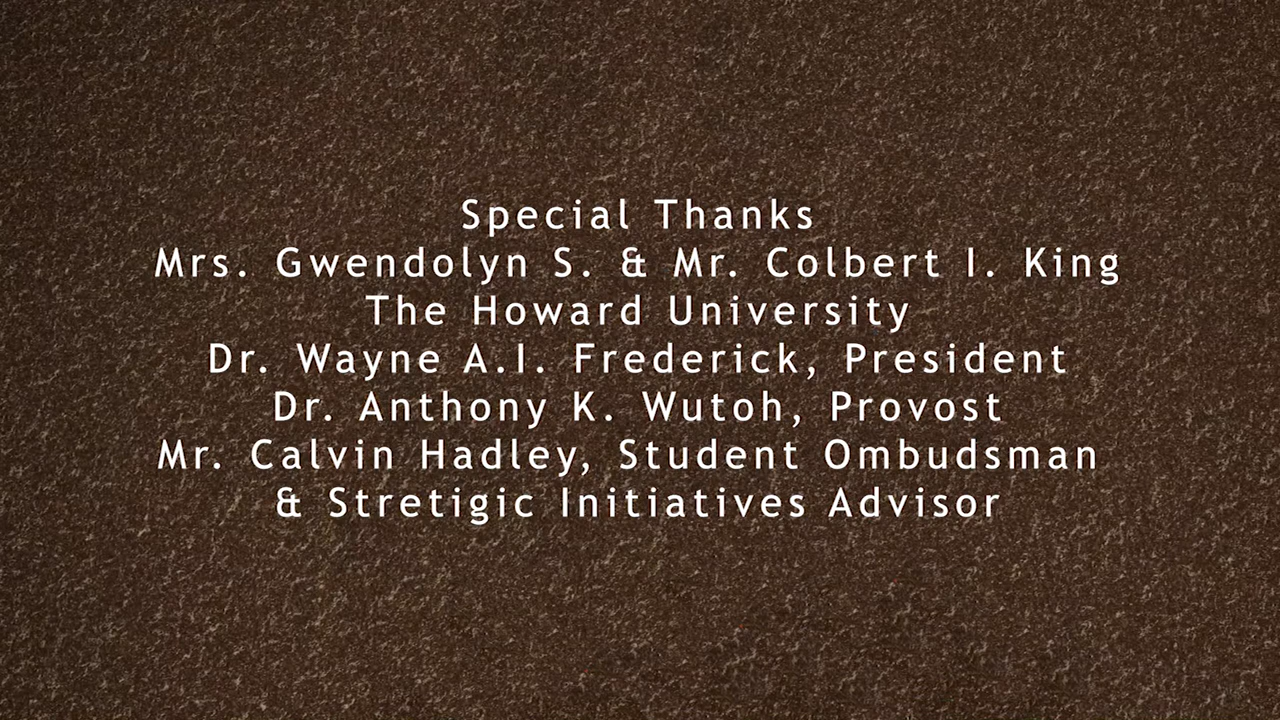 Special Thanks
Mrs. Gwendolyn S. & Mr. Colbert I. King
The Howard University
Dr. Wayne A.I. Frederick, President
Dr. Anthony K. Wutoh, Provost
Mr. Calvin Hadley, Student Ombudsman
& Stretigic Initiatives Advisor